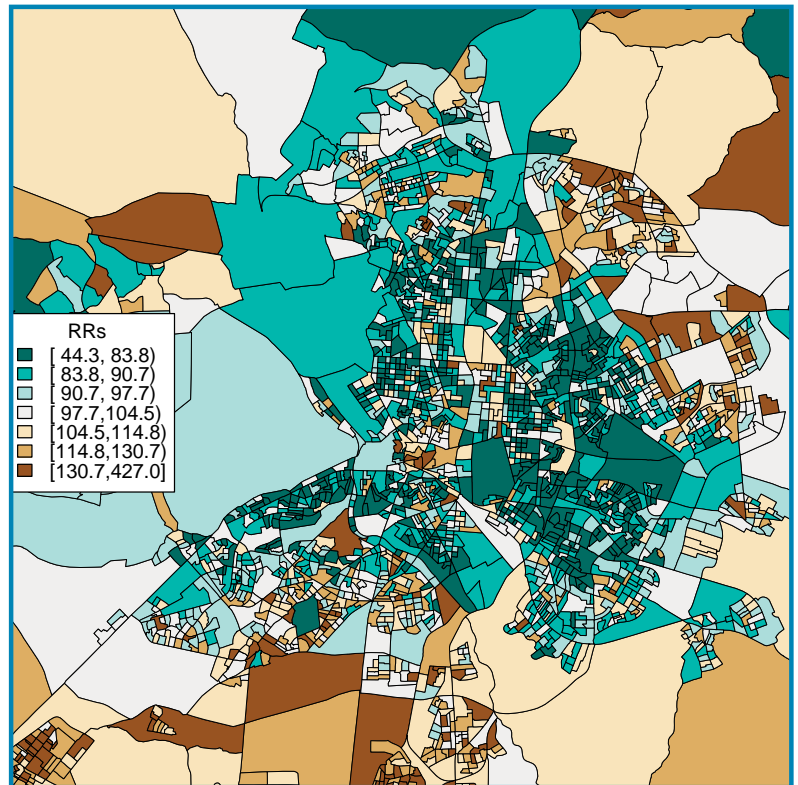 RRs
[ 44.3, 83.8)
[ 83.8, 90.7)
[ 90.7, 97.7)
[ 97.7,104.5)
[104.5,114.8)
[114.8,130.7)
[130.7,427.0]